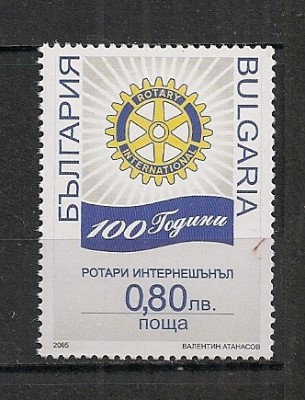 БЪЛГАРИЯ
BULGARIA
ROTARY
INTERNATIONAL
100 Години
РОТАРИ ИНТЕРНЕШЪНЪЛ
0,80лв.
поща
2005
ВАЛЕНТИН АТАНАСОВ